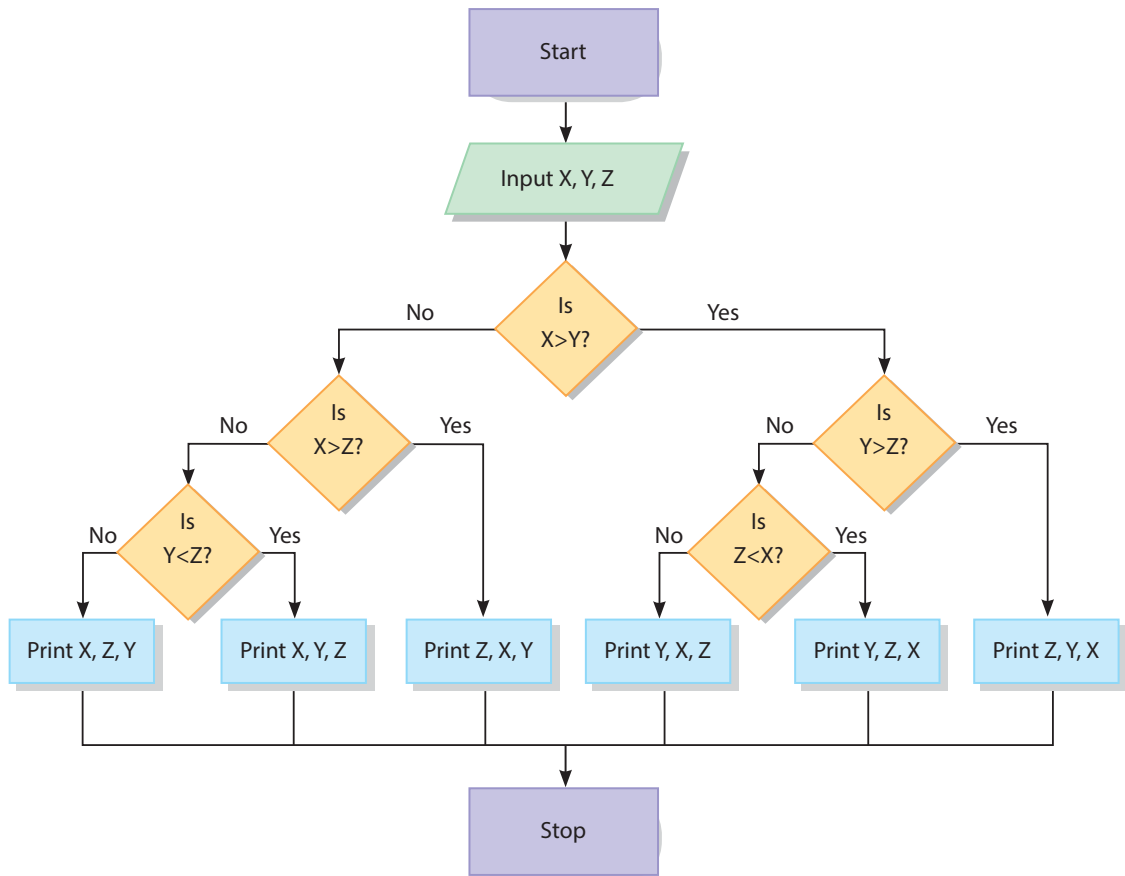 Start
Input X, Y, Z
Is
X>Y?
No
Yes
Is
X>Z?
No
Yes
Is
Y>Z?
No
Yes
Is
Y<Z?
No
Yes
Is
Z<X?
No
Yes
Print X, Z, Y
Print X, Y, Z
Print Z, X, Y
Print Y, X, Z
Print Y, Z, X
Print Z, Y, X
Stop